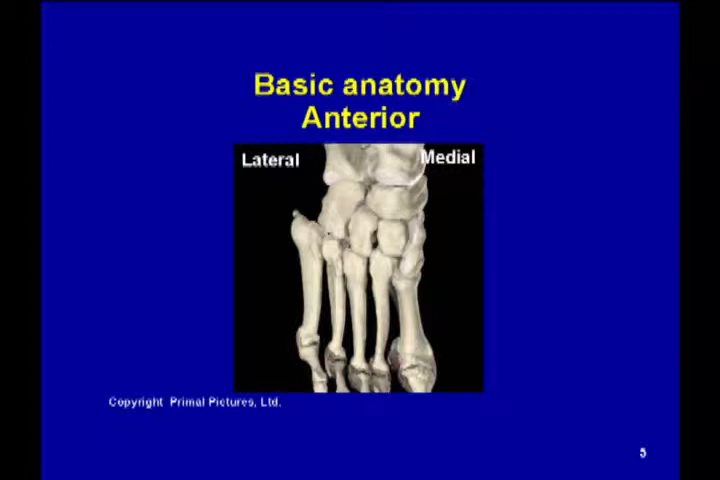 Basic anatomy
Anterior
Lateral
Medial
Copyright Primal Pictures, Ltd.
5